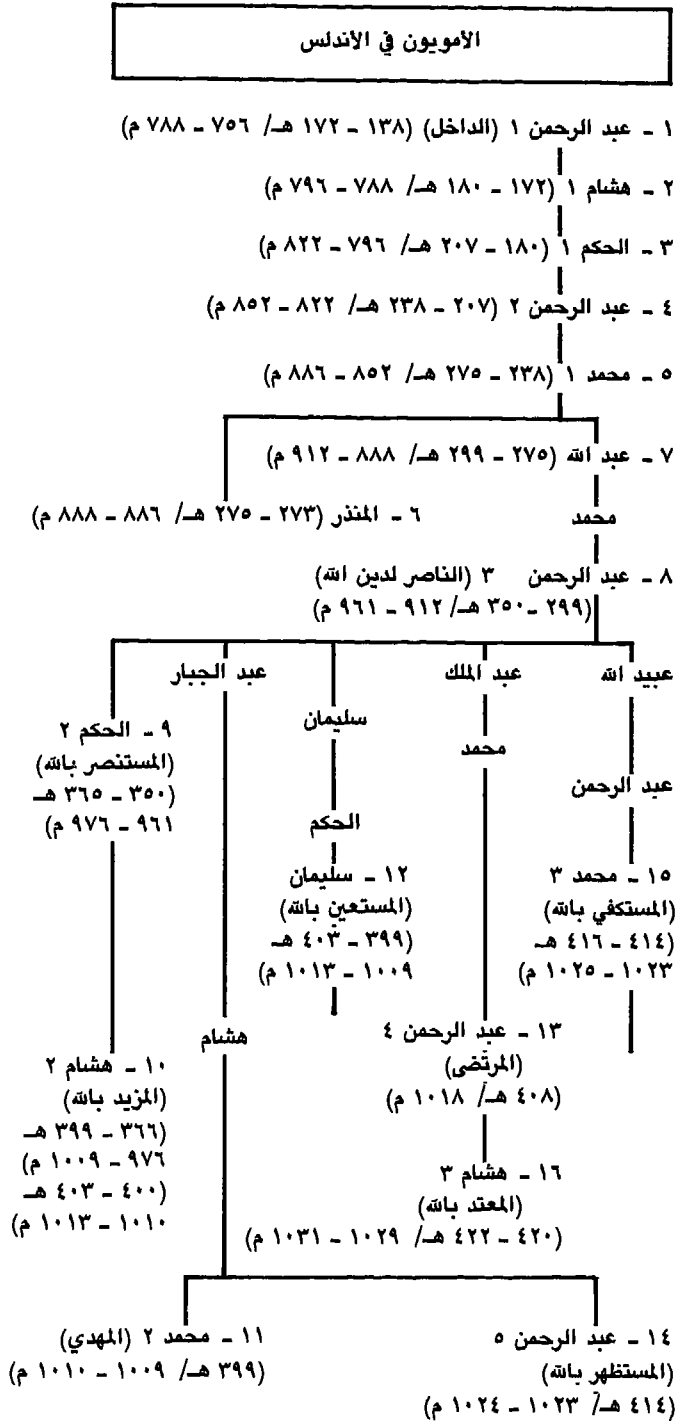 الأمويون في الأندلس
١ - عبد الرحمن ١ (الداخل) (١٣٨ - ١٧٢ هـ/ ٧٥٦ - ٧٨٨ م)
٢ - هشام ١ (١٧٢ - ١٨٠ هـ/ ٧٨٨ - ٧٩٦ م)
٣ - الحكم ١ (١٨٠ - ٢٠٧ هـ/ ٧٩٦ - ٨٢٢ م)
٤ - عبد الرحمن ٢ (٢٠٧ - ٢٣٨ هـ/ ٨٢٢ - ٨٥٢ م)
٥ - محمد ١ (٢٣٨ - ٢٧٥ هـ/ ٨٥٢ - ٨٨٦ م)
٧ - عبد الله (٢٧٥ - ٢٩٩ هـ/ ٨٨٨ - ٩١٢ م)
محمد
٦ - المنذر (٢٧٣ - ٢٧٥ هـ/ ٨٨٦ - ٨٨٨ م)
٨ - عبد الرحمن ٣ (الناصر لدين الله)
(٢٩٩ - ٣٥٠ هـ/ ٩١٢ - ٩٦١ م)
عبيد الله
عبد الرحمن
١٥ - محمد ٣
(المستكفي بالله)
(٤١٤ - ٤١٦ هـ
١٠٢٣ - ١٠٢٥ م)
عبد الملك
محمد
١٣ - عبد الرحمن ٤
(المرتضى)
(٤٠٨ هـ/ ١٠١٨ م)
١٦ - هشام ٣
(المعتد بالله)
(٤٢٠ - ٤٢٢ هـ/ ١٠٢٩ - ١٠٣١ م)
سليمان
الحكم
١٢ - سليمان
(المستعين بالله)
(٣٩٩ - ٤٠٣ هـ
١٠٠٩ - ١٠١٣ م)
عبد الجبار
هشام
٩ - الحكم ٢
(المستنصر بالله)
(٣٥٠ - ٣٦٥ هـ
٩٦١ - ٩٧٦ م)
١٠ - هشام ٢
(المزيد بالله)
(٣٦٦ - ٣٩٩ هـ
٩٧٦ - ١٠٠٩ م)
(٤٠٠ - ٤٠٣ هـ
١٠١٠ - ١٠١٣ م)
١٤ - عبد الرحمن ٥
(المستظهر بالله)
(٤١٤ هـ/ ١٠٢٣ - ١٠٢٤ م)
١١ - محمد ٢ (المهدي)
(٣٩٩ هـ/ ١٠٠٩ - ١٠١٠ م)